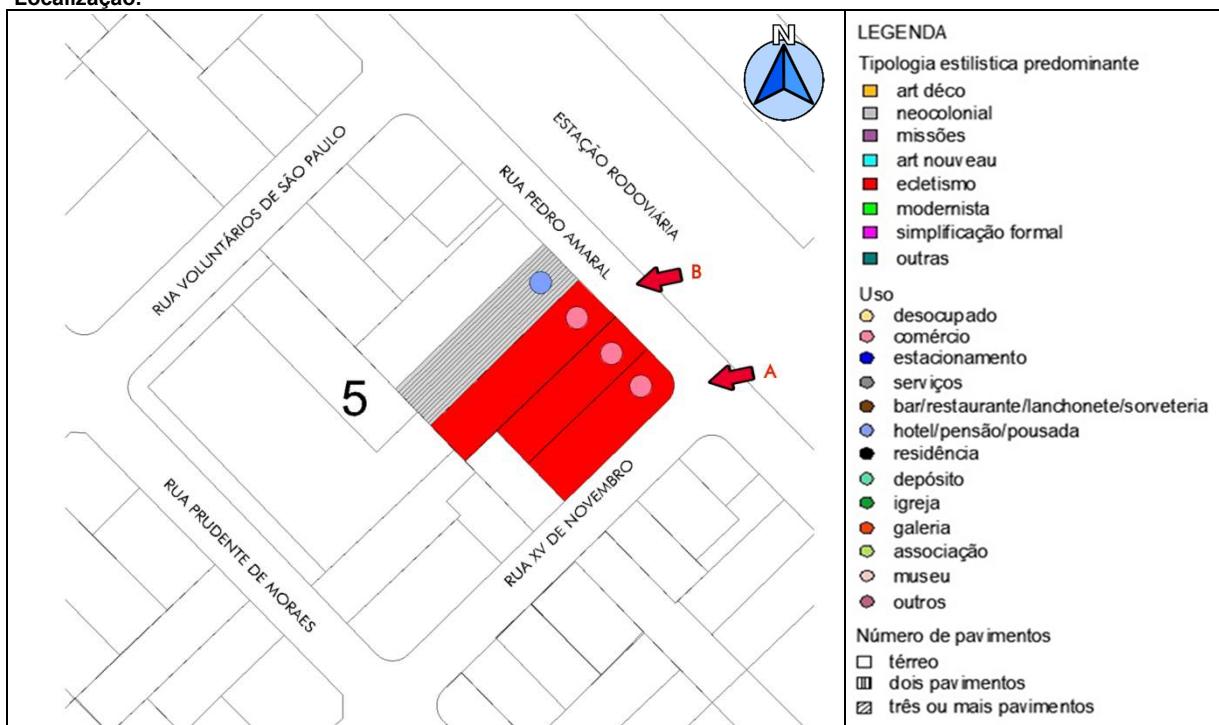 Localização:
N
ESTAÇÃO RODOVIÁRIA
RUA PEDRO AMARAL
RUA VOLUNTÁRIOS DE SÃO PAULO
B
A
5
RUA XV DE NOVEMBRO
RUA PRUDENTE DE MORAES
LEGENDA
Tipologia estilística predominante
art déco
neocolonial
missões
art nouveau
ecletismo
modernista
simplificação formal
outras
Uso
desocupado
comércio
estacionamento
serviços
bar/restaurante/lanchonete/sorveteria
hotel/pensão/pousada
residência
depósito
igreja
galeria
associação
museu
outros
Número de pavimentos
térreo
dois pavimentos
três ou mais pavimentos